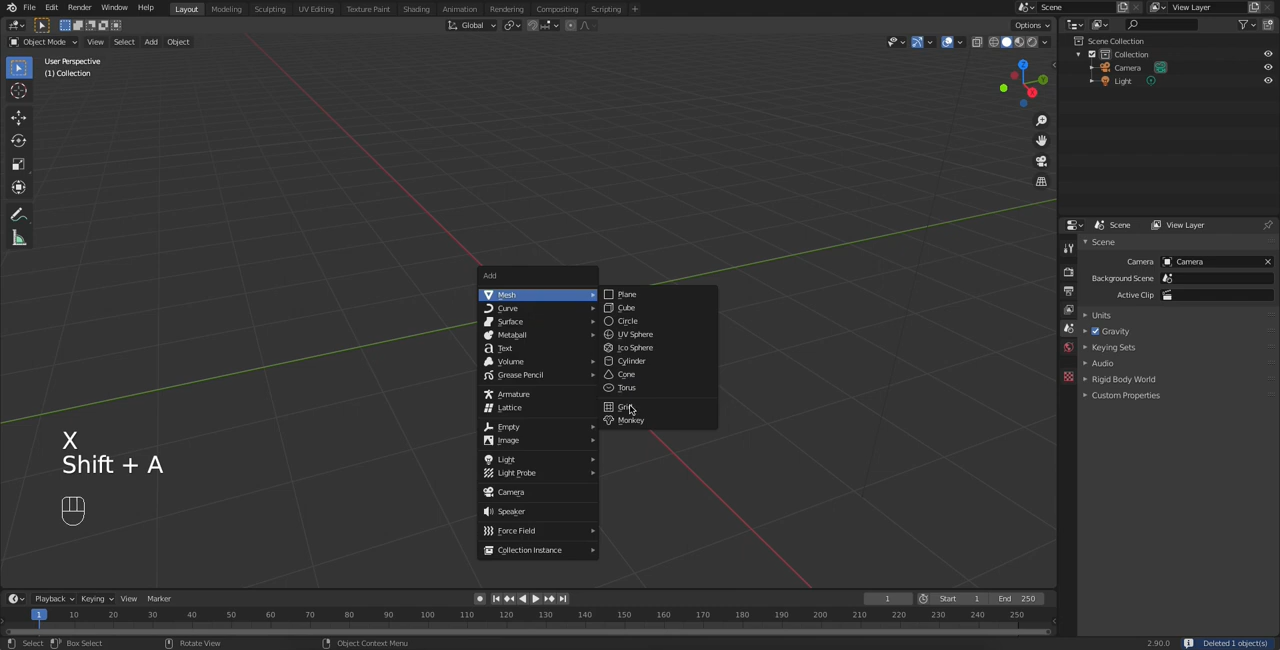 File Edit Render Window Help Layout Modeling Sculpting UV Editing Texture Paint Shading Animation Rendering Compositing Scripting + Scene View Layer
Global Options
Object Mode View Select Add Object
User Perspective
(1) Collection
Scene Collection
Collection
Camera
Light
Scene View Layer
Scene
Camera Camera
Background Scene
Active Clip
Units
Gravity
Keying Sets
Audio
Rigid Body World
Custom Properties
Add
Mesh
Curve
Surface
Metaball
Text
Volume
Grease Pencil
Armature
Lattice
Empty
Image
Light
Light Probe
Camera
Speaker
Force Field
Collection Instance
Plane
Cube
Circle
UV Sphere
Ico Sphere
Cylinder
Cone
Torus
Grid
Monkey
X
Shift + A
Playback Keying View Marker 1 Start 1 End 250
1 10 20 30 40 50 60 70 80 90 100 110 120 130 140 150 160 170 180 190 200 210 220 230 240 250
Select Box Select Rotate View Object Context Menu 2.90.0 Deleted 1 object(s)